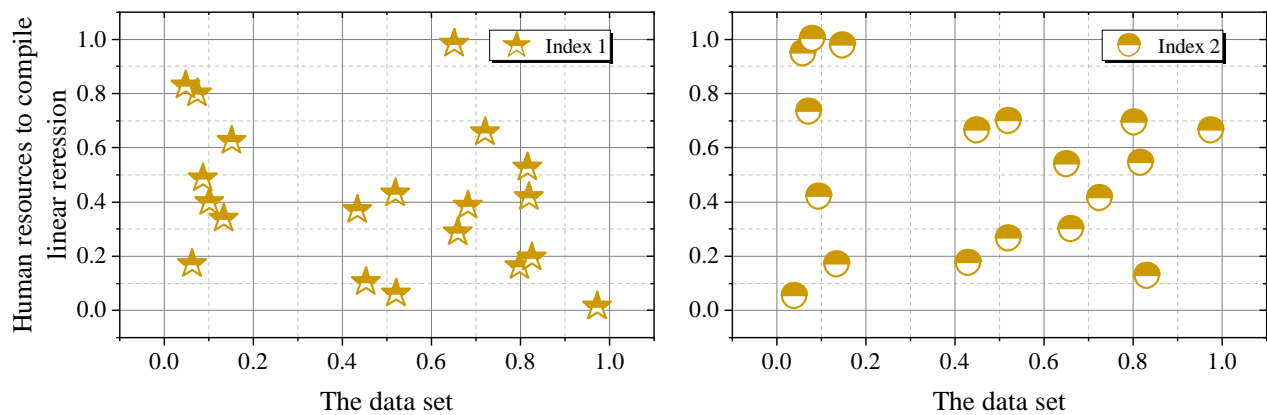 Human resources to compile
linear reression
1.0
0.8
0.6
0.4
0.2
0.0
Index 1
0.0 0.2 0.4 0.6 0.8 1.0
The data set
1.0
0.8
0.6
0.4
0.2
0.0
Index 2
0.0 0.2 0.4 0.6 0.8 1.0
The data set